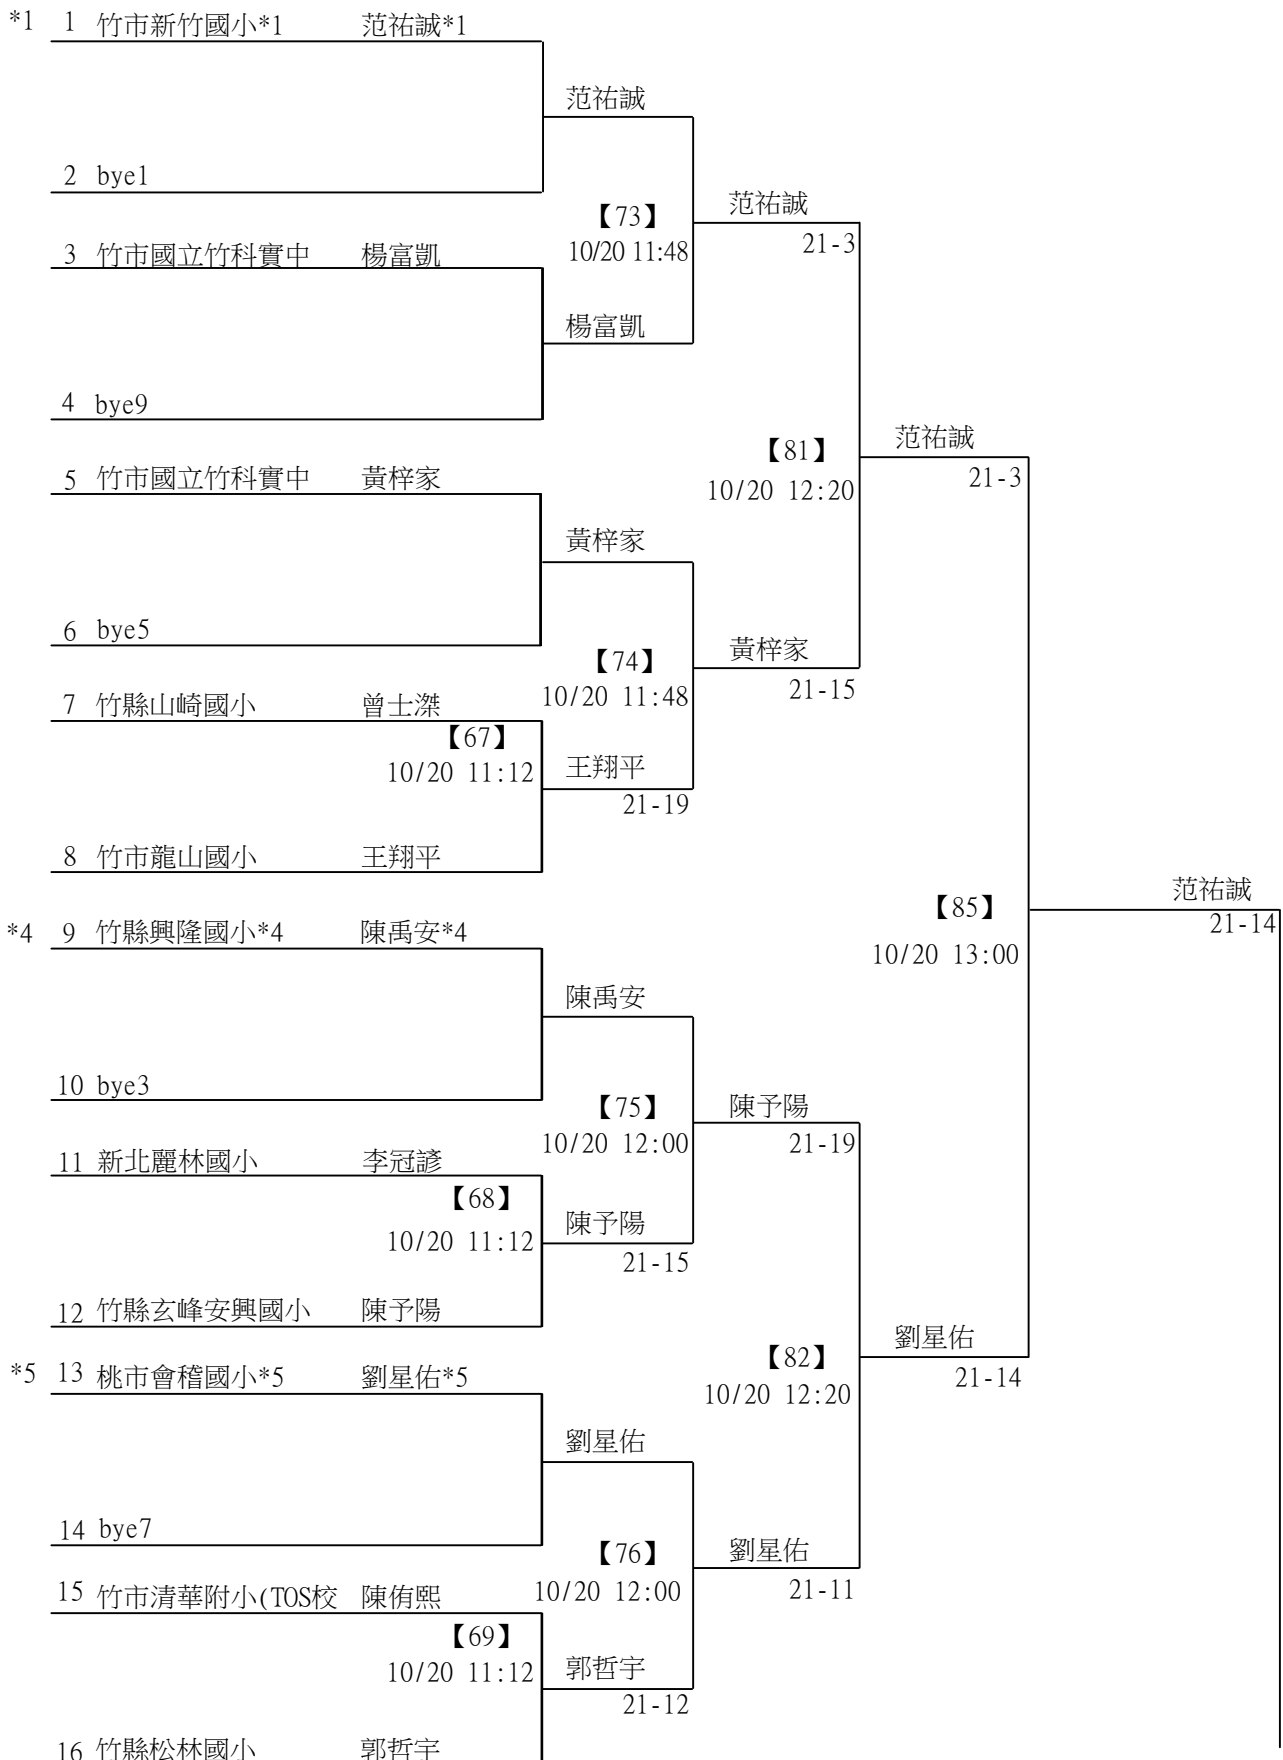 *1 1 竹市新竹國小*1 范祐誠*1
范祐誠
2 bye1
【73】
10/20 11:48
范祐誠
21-3
3 竹市國立竹科實中 楊富凱
楊富凱
4 bye9
【81】
10/20 12:20
范祐誠
21-3
5 竹市國立竹科實中 黃梓家
黃梓家
6 bye5
【74】
10/20 11:48
黃梓家
21-15
7 竹縣山崎國小 曾士滐
【67】
10/20 11:12
王翔平
21-19
8 竹市龍山國小 王翔平
【85】
10/20 13:00
范祐誠
21-14
*4 9 竹縣興隆國小*4 陳禹安*4
陳禹安
10 bye3
【75】
10/20 12:00
陳予陽
21-19
11 新北麗林國小 李冠諺
【68】
10/20 11:12
陳予陽
21-15
12 竹縣玄峰安興國小 陳予陽
【82】
10/20 12:20
劉星佑
21-14
*5 13 桃市會稽國小*5 劉星佑*5
劉星佑
14 bye7
【76】
10/20 12:00
劉星佑
21-11
15 竹市清華附小(TOS校 陳侑熙
【69】
10/20 11:12
郭哲宇
21-12
16 竹縣松林國小 郭哲宇